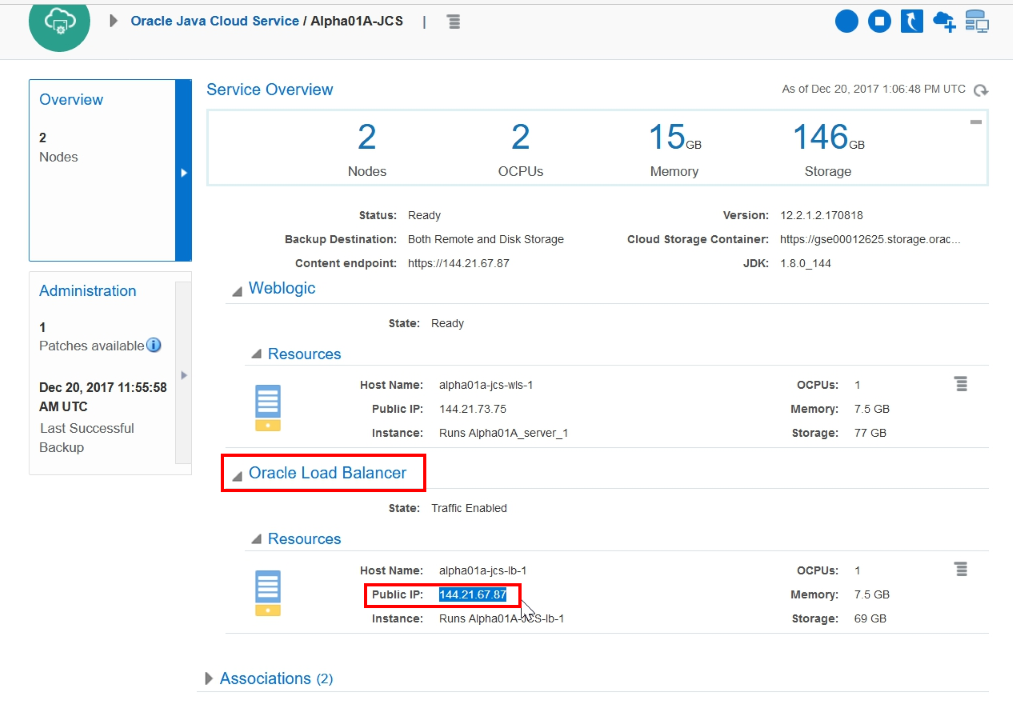 Oracle Java Cloud Service / Alpha01A-JCS |
Overview
2
Nodes
Administration
1
Patches available
Dec 20, 2017 11:55:58
AM UTC
Last Successful
Backup
Service Overview
As of Dec 20, 2017 1:06:48 PM UTC
2 2 15GB 146GB
Nodes OCPUs Memory Storage
Status: Ready Version: 12.2.1.2.170818
Backup Destination: Both Remote and Disk Storage Cloud Storage Container: https://gse00012625.storage.orac...
Content endpoint: https://144.21.67.87 JDK: 1.8.0_144
Weblogic
State: Ready
Resources
Host Name: alpha01a-jcs-wls-1 OCPUs: 1
Public IP: 144.21.73.75 Memory: 7.5 GB
Instance: Runs Alpha01A_server_1 Storage: 77 GB
Oracle Load Balancer
State: Traffic Enabled
Resources
Host Name: alpha01a-jcs-lb-1 OCPUs: 1
Public IP: 144.21.67.87 Memory: 7.5 GB
Instance: Runs Alpha01A-JCS-lb-1 Storage: 69 GB
Associations (2)